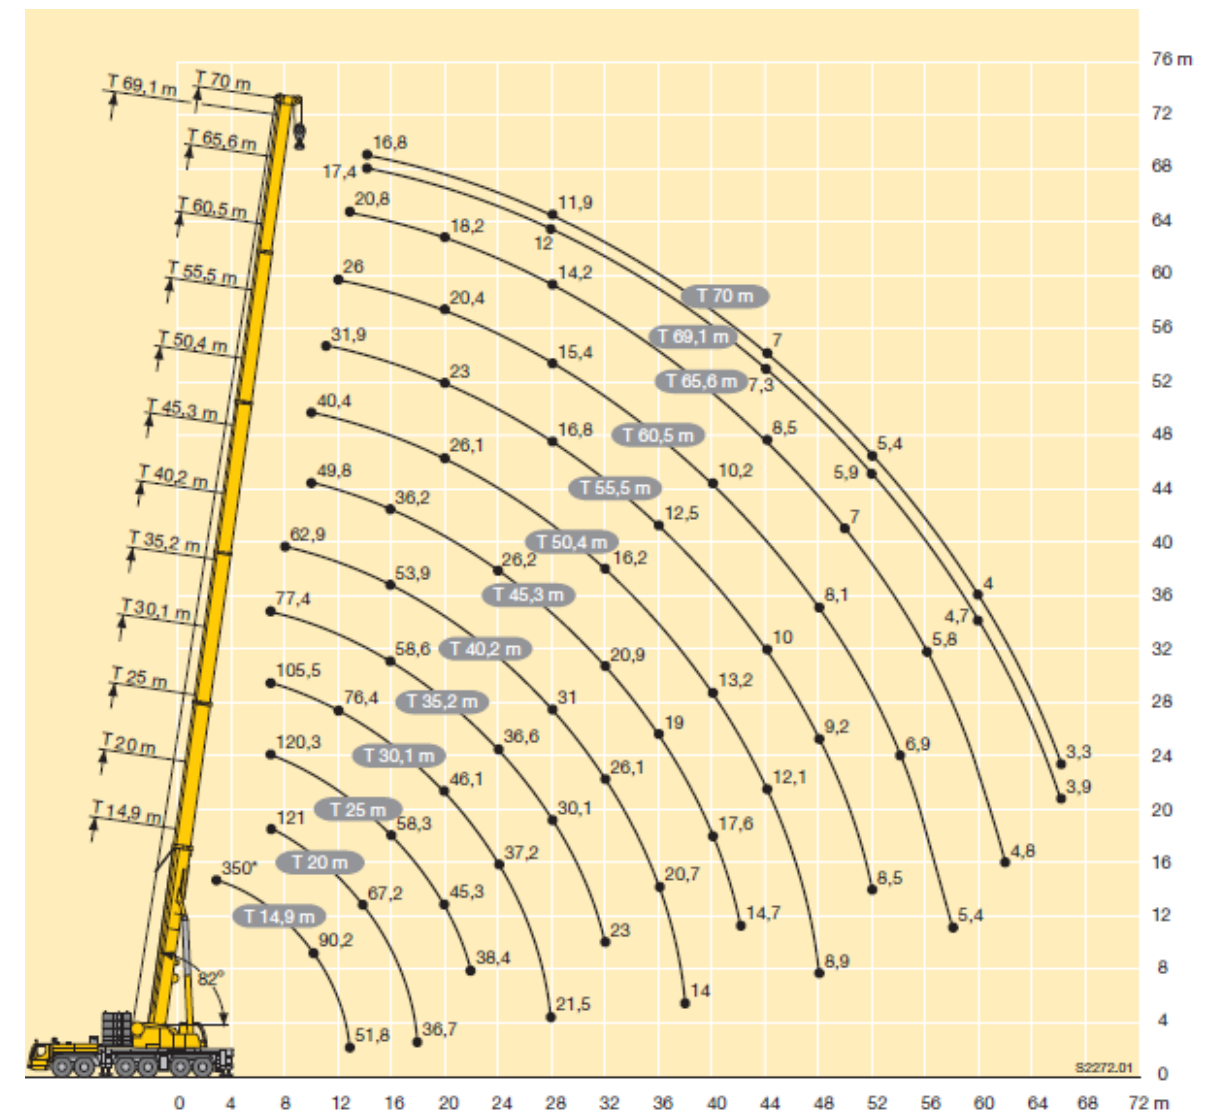 76 m
T 69,1 m T 70 m
72
16,8
T 65,6 m 17,4 68
20,8 11,9
T 60,5 m 18,2 12 64
26 14,2 60
T 55,5 m 20,4 T 70 m
31,9 15,4 T 69,1 m 7 56
T 50,4 m 23 T 65,6 m 7,3 52
40,4 16,8 T 60,5 m 8,5 5,4 48
T 45,3 m 26,1 10,2 5,9
49,8 36,2 T 55,5 m 12,5 7 44
T 40,2 m
62,9 53,9 26,2 T 50,4 m 16,2 40
T 35,2 m T 45,3 m 8,1 4 36
77,4 58,6 T 40,2 m 20,9 10 5,8 4,7
T 30,1 m 32
105,5 76,4 T 35,2 m 31 19 13,2 9,2 28
T 25 m
120,3 T 30,1 m 36,6 26,1 12,1 6,9 3,3 24
T 20 m 46,1 3,9
121 T 25 m 58,3 30,1 17,6 20
T 14,9 m
350* T 20 m 67,2 37,2 20,7 8,5 4,8 16
T 14,9 m 90,2 45,3 23 14,7 5,4 12
82° 38,4 14 8,9 8
51,8 36,7 21,5 4
S2272.01
0
0 4 8 12 16 20 24 28 32 36 40 44 48 52 56 60 64 68 72 m